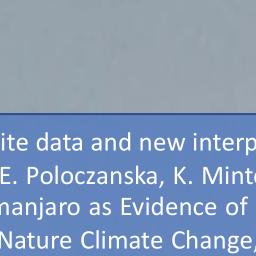 ite data and new interp
E. Poloczanska, K. Mint
manjaro as Evidence of
Nature Climate Change,